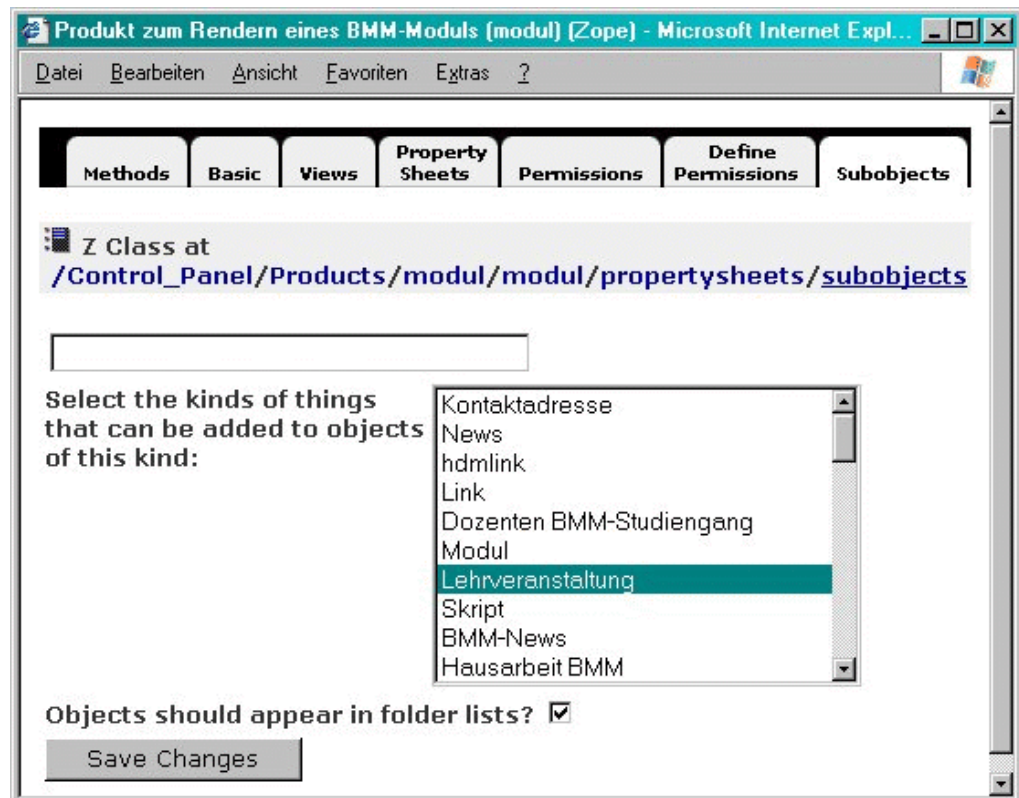 Produkt zum Rendern eines BMM-Moduls (modul) (Zope) - Microsoft Internet Expl...
Datei Bearbeiten Ansicht Favoriten Extras ?
Methods Basic Views Property Sheets Permissions Define Permissions Subobjects
Z Class at
/Control_Panel/Products/modul/modul/propertysheets/subobjects
Select the kinds of things
that can be added to objects
of this kind:
Kontaktadresse
News
hdmlink
Link
Dozenten BMM-Studiengang
Modul
Lehrveranstaltung
Skript
BMM-News
Hausarbeit BMM
Objects should appear in folder lists?
Save Changes